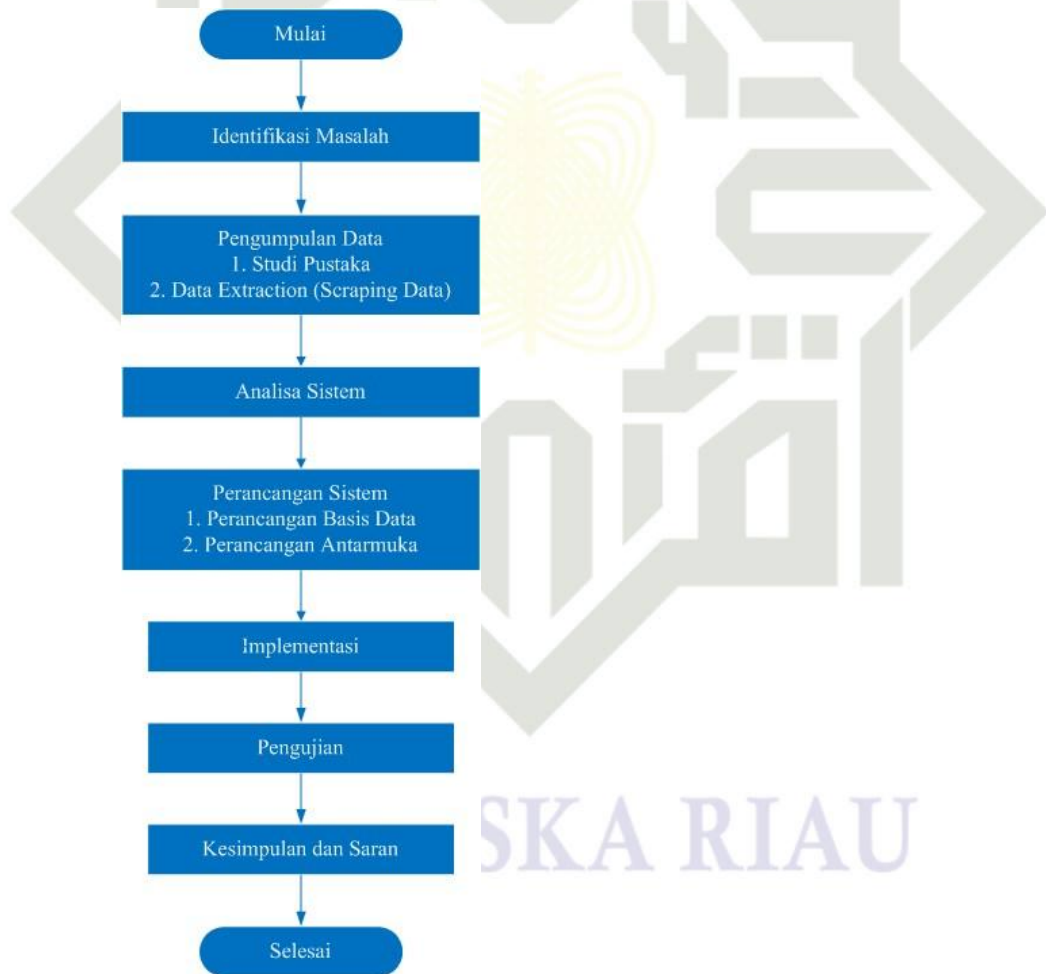 Mulai
Identifikasi Masalah
Pengumpulan Data
1. Studi Pustaka
2. Data Extraction (Scraping Data)
Analisa Sistem
Perancangan Sistem
1. Perancangan Basis Data
2. Perancangan Antarmuka
Implementasi
Pengujian
Kesimpulan dan Saran
Selesai
SKA RIAU